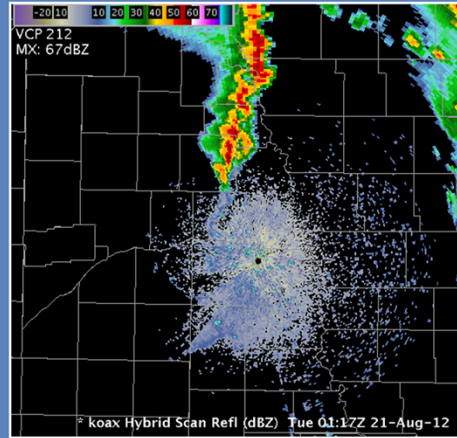 -20 10 10 20 30 40 50 60 70
VCP 212
MX: 67dBZ
* koax Hybrid Scan Refl (dBZ) Tue 01:17Z 21-Aug-12